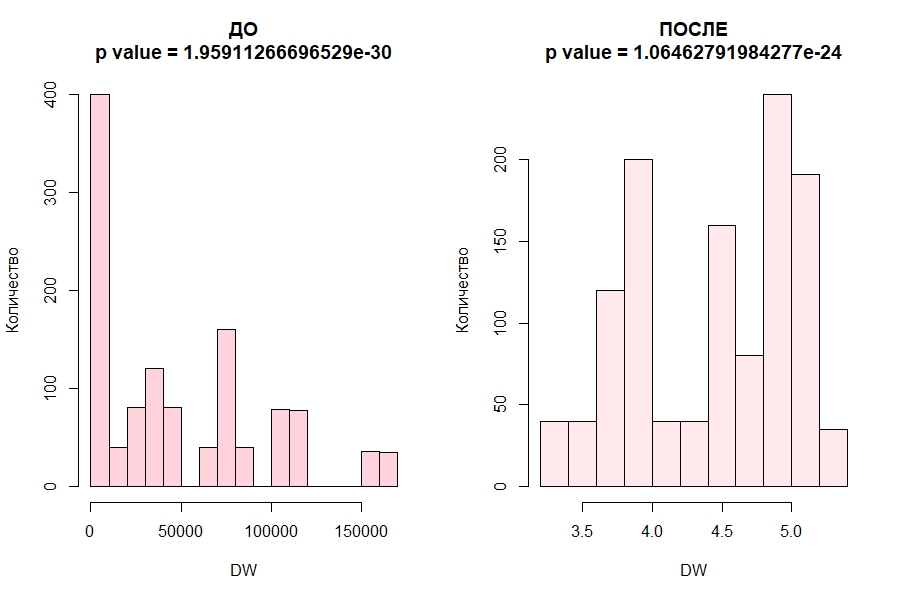 ДО
p value = 1.95911266696529e-30
Количество
400
300
200
100
0
0 50000 100000 150000
DW
ПОСЛЕ
p value = 1.06462791984277e-24
Количество
200
150
100
50
0
3.5 4.0 4.5 5.0
DW